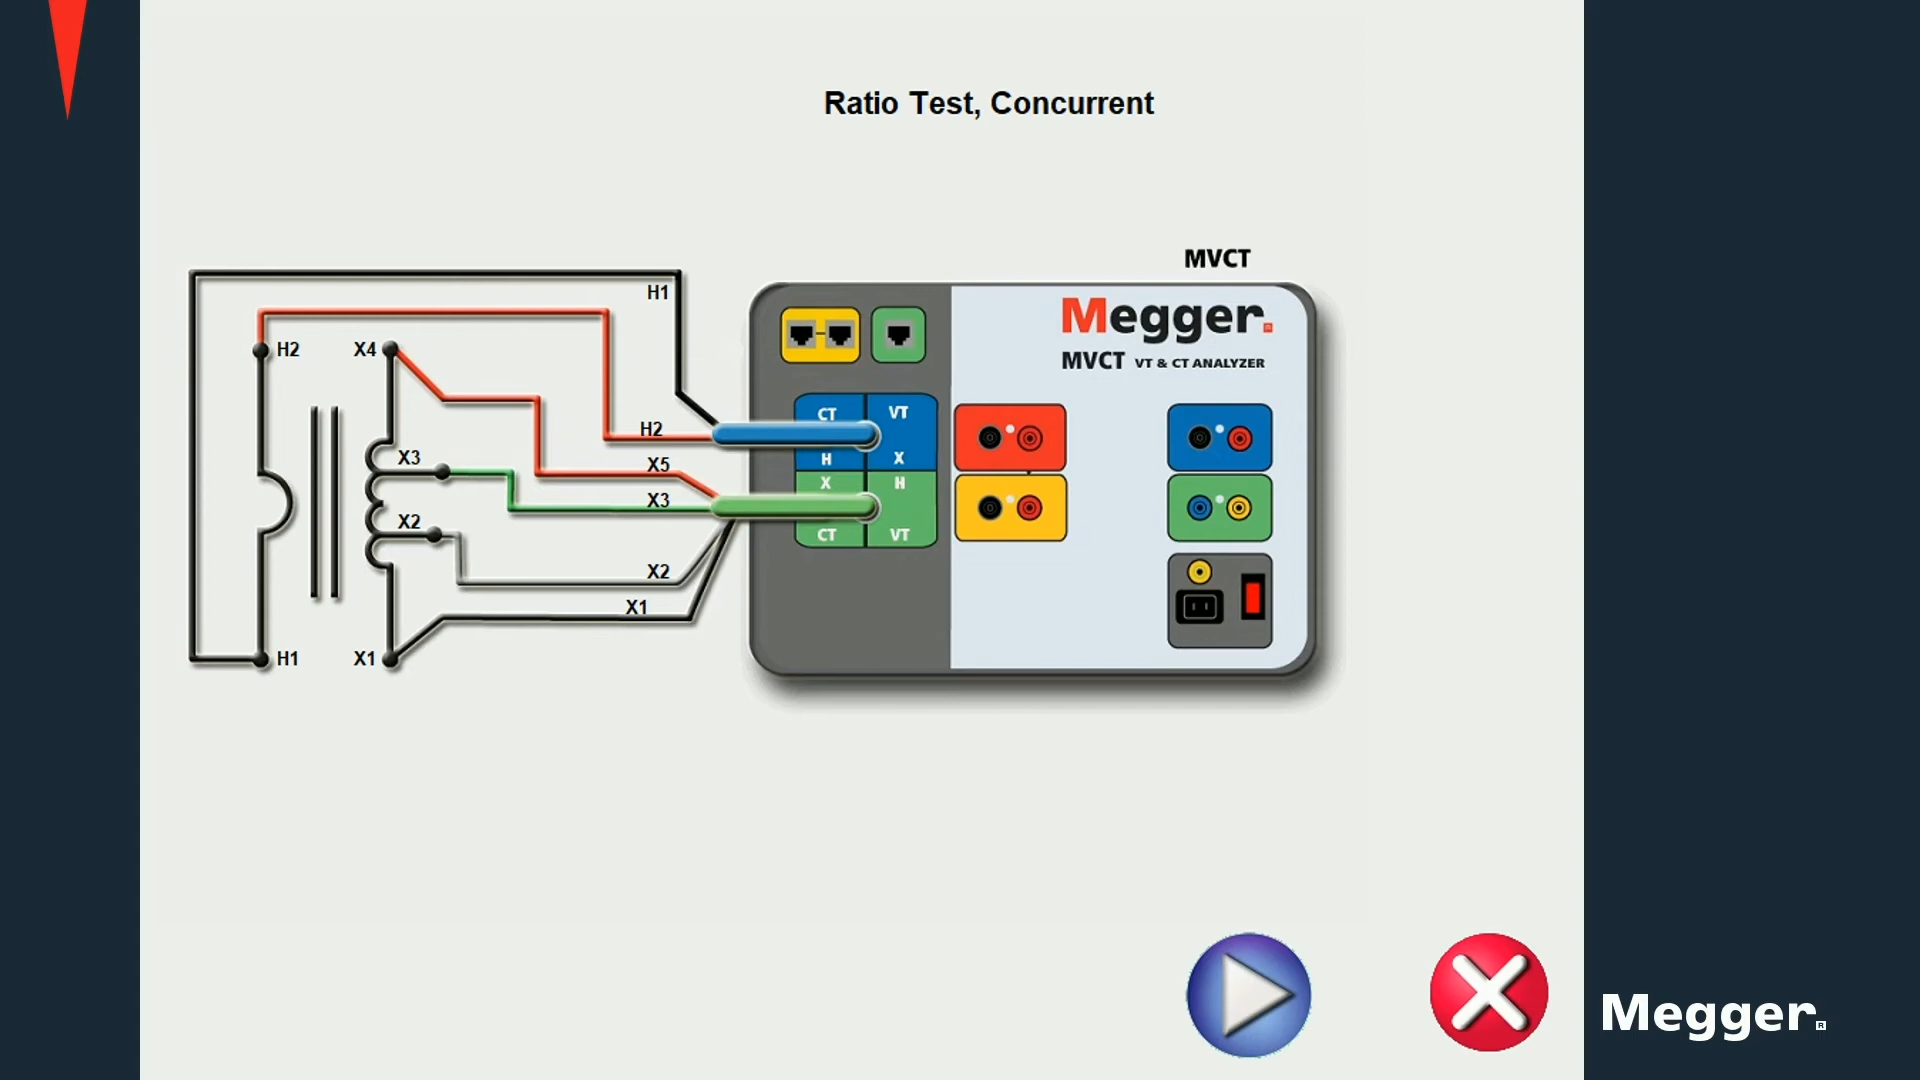 Ratio Test, Concurrent
MVCT
H1
Megger.
MVCT VT & CT ANALYZER
H2
X4
CT
VT
H2
X3
X5
H
X
X3
X
H
X2
CT
VT
X2
X1
H1
X1
Megger.